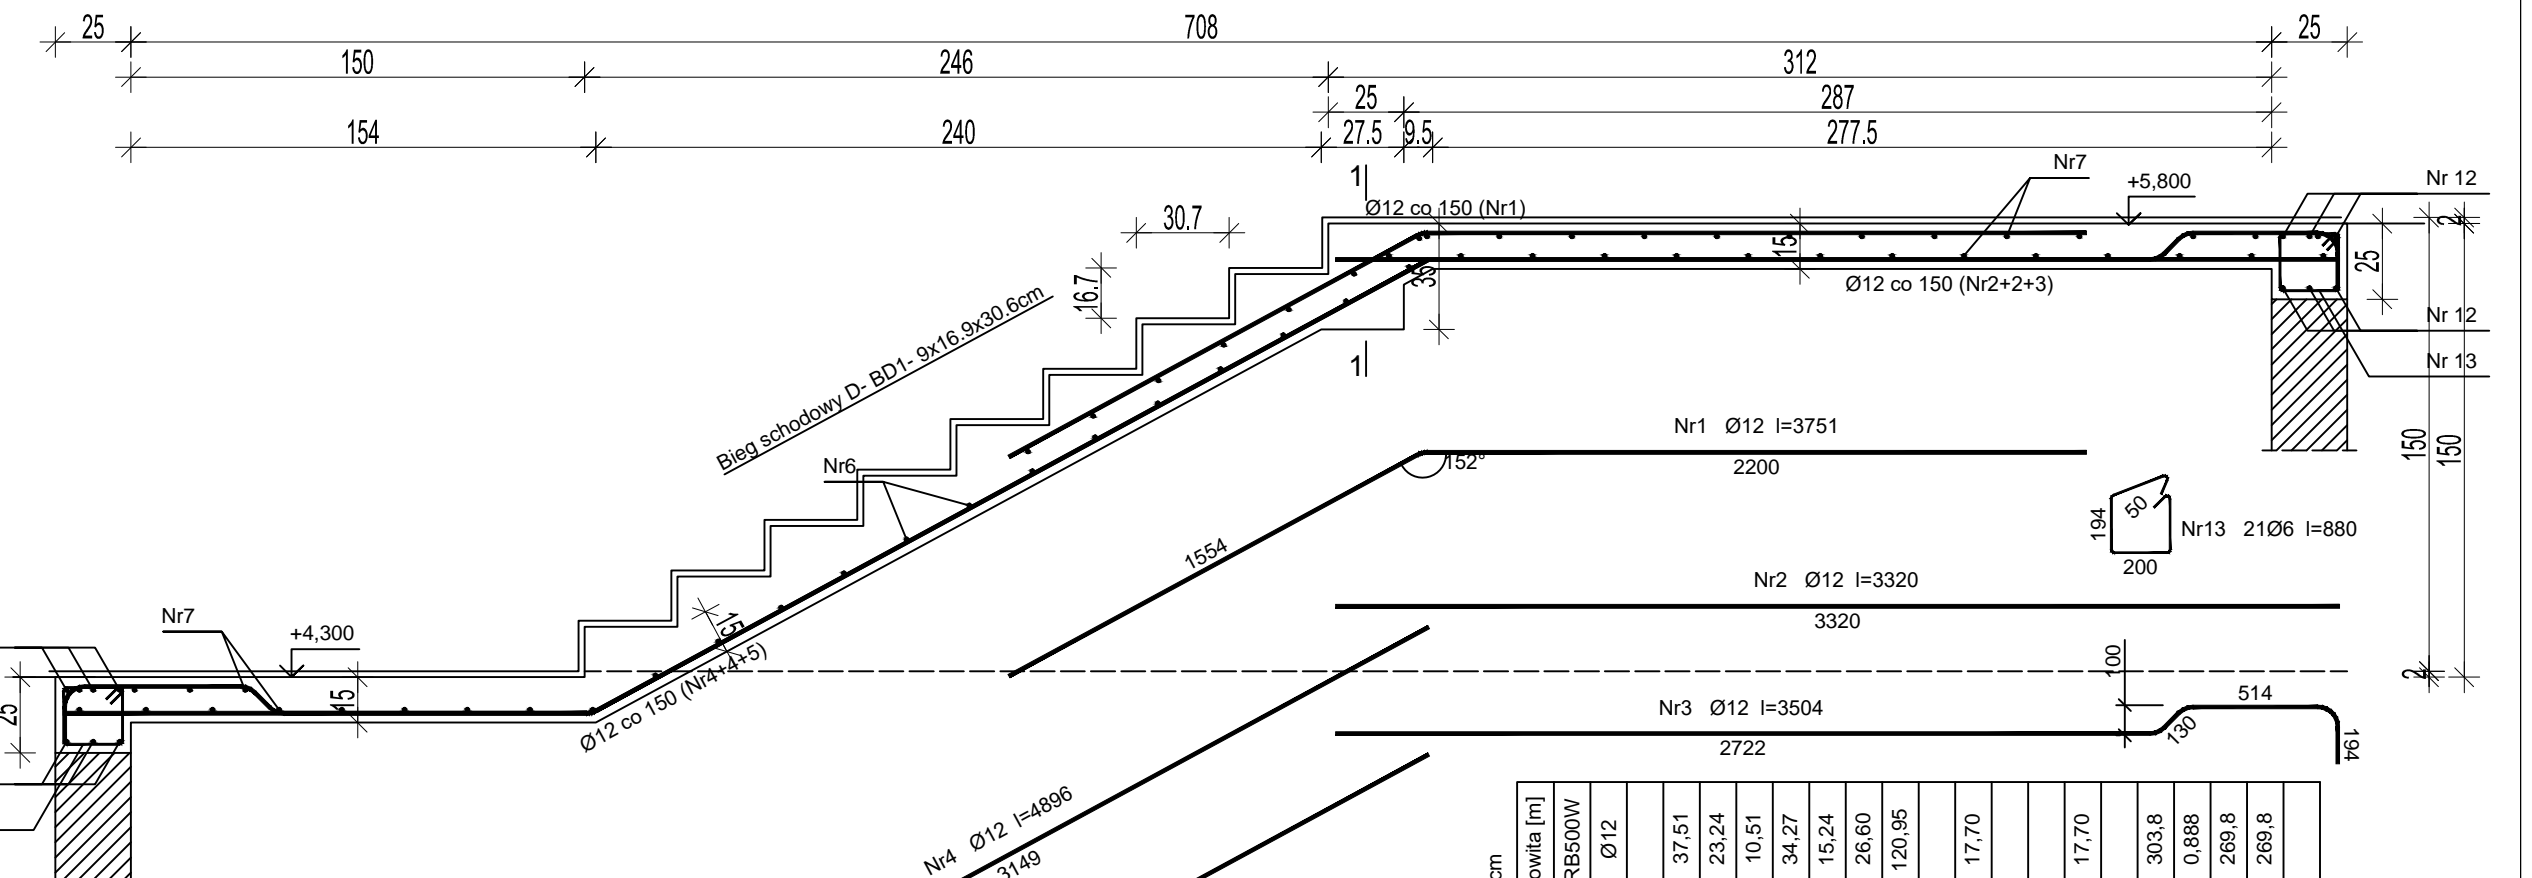 25
708
25
150
246
312
25
287
154
240
27.5
9.5
277.5
1
Nr7
+5,800
Nr 12
Ø12 co 150 (Nr1)
30.7
2
15
25
16.7
35
Ø12 co 150 (Nr2+2+3)
Bieg schodowy D- BD1- 9x16.9x30.6cm
Nr 12
1
Nr 13
Nr1 Ø12 l=3751
152°
2200
150
150
Nr6
194
50
Nr13 21Ø6 l=880
200
1554
Nr2 Ø12 l=3320
3320
Nr7
+4,300
15
Ø12 co 150 (Nr4+4+5)
100
2
25
15
514
Nr3 Ø12 l=3504
2722
130
194
Nr4 Ø12 l=4896
3149
cm
owita [m]
RB500W
Ø12
37,51
23,24
10,51
34,27
15,24
26,60
120,95
17,70
17,70
303,8
0,888
269,8
269,8